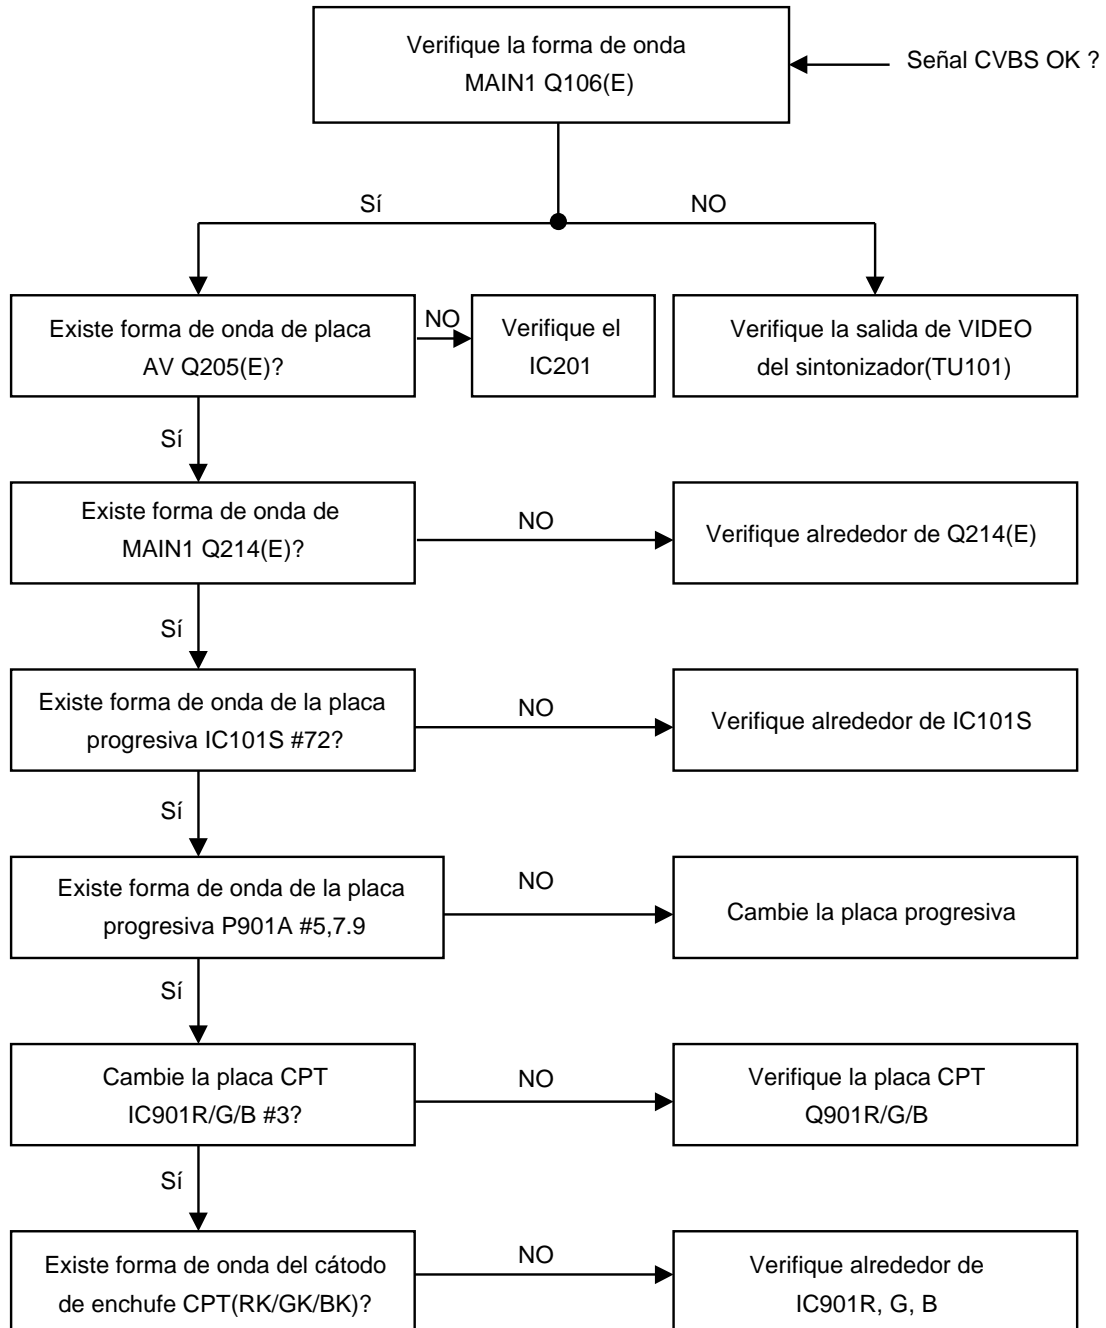 Verifique la forma de onda
MAIN1 Q106(E)
Señal CVBS OK ?
Sí
NO
Existe forma de onda de placa
AV Q205(E)?
NO
Verifique el
IC201
Verifique la salida de VIDEO
del sintonizador(TU101)
Sí
Existe forma de onda de
MAIN1 Q214(E)?
NO
Verifique alrededor de Q214(E)
Sí
Existe forma de onda de la placa
progresiva IC101S #72?
NO
Verifique alrededor de IC101S
Sí
Existe forma de onda de la placa
progresiva P901A #5,7.9
NO
Cambie la placa progresiva
Sí
Cambie la placa CPT
IC901R/G/B #3?
NO
Verifique la placa CPT
Q901R/G/B
Sí
Existe forma de onda del cátodo
de enchufe CPT(RK/GK/BK)?
NO
Verifique alrededor de
IC901R, G, B